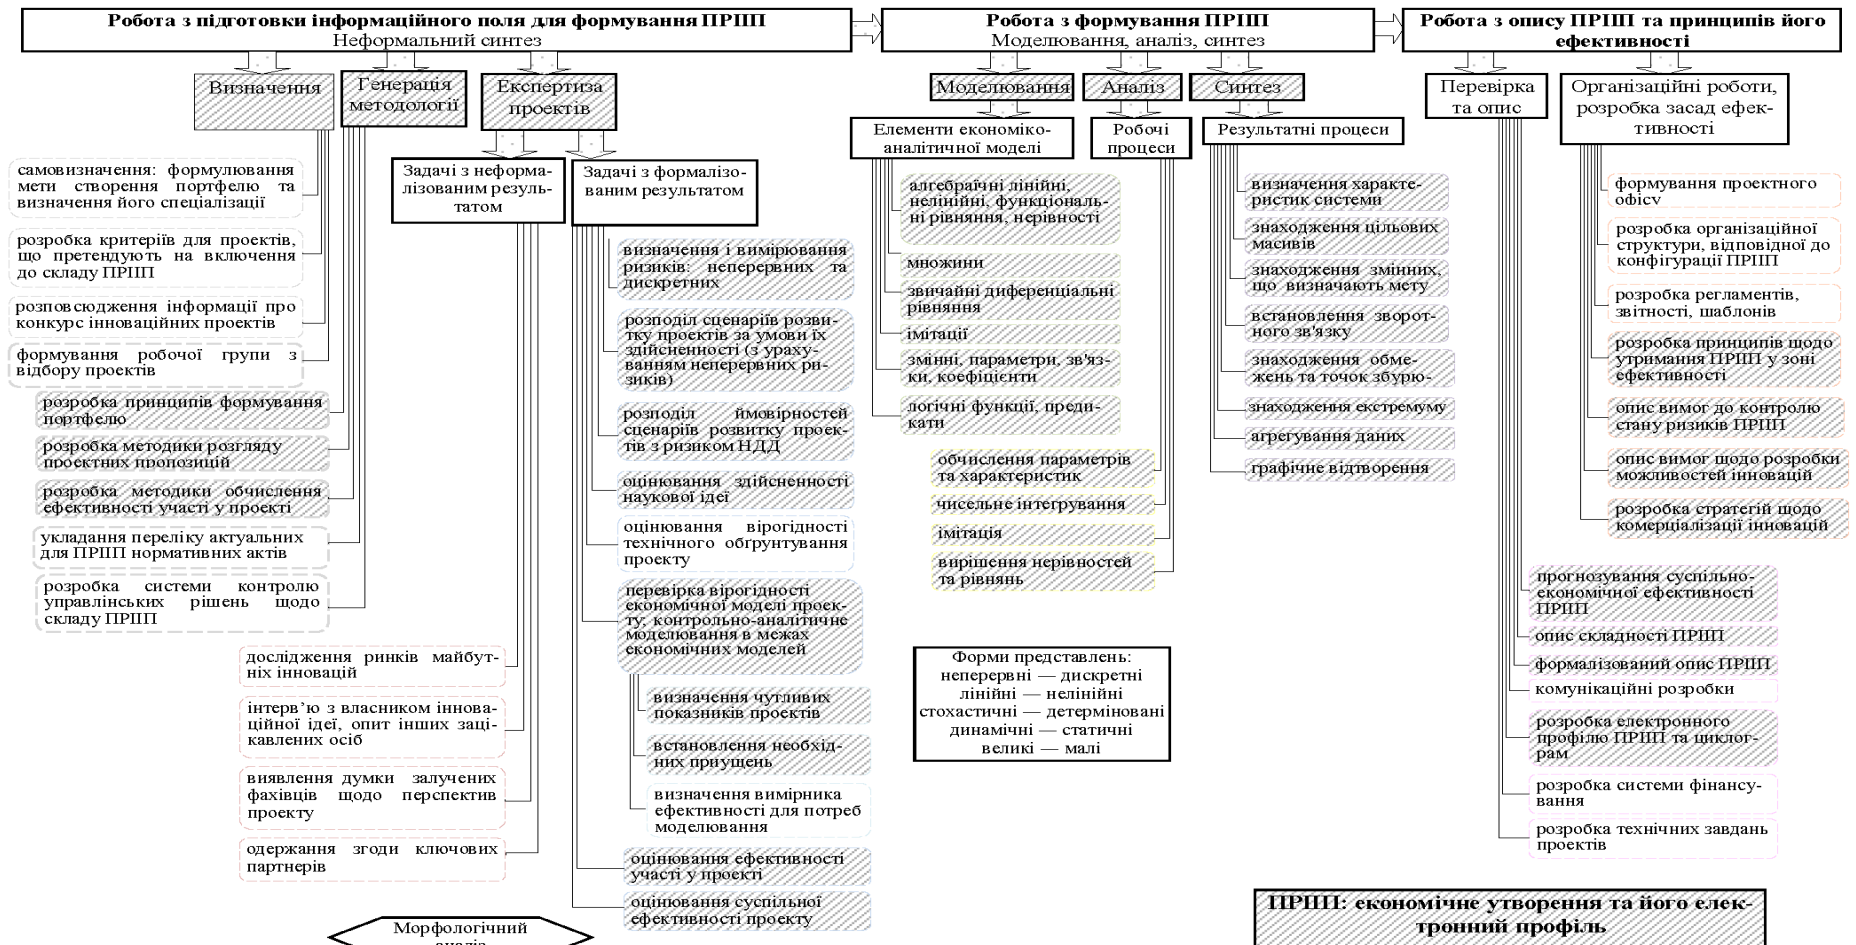 Робота з підготовки інформаційного поля для формування ПРІІП
Неформальний синтез
Робота з формування ПРІІП
Моделювання, аналіз, синтез
Робота з опису ПРІІП та принципів його
ефективності
Визначення
Генерація
методології
Експертиза
проектів
Моделювання
Аналіз
Синтез
Перевірка
та опис
Організаційні роботи,
розробка засад ефек-
тивності
Задачі з неформа-
лізованим резуль-
татом
Задачі з формалізо-
ваним результатом
Елементи економіко-
аналітичної моделі
Робочі
процеси
Результатні процеси
самовизначення: формулювання
мети створення портфелю та
визначення його спеціалізації
розробка критеріїв для проектів,
що претендують на включення
до складу ПРІІП
розповсюдження інформації про
конкурс інноваційних проектів
формування робочої групи з
відбору проектів
розробка принципів формування
портфелю
розробка методики розгляду
проектних пропозицій
розробка методики обчислення
ефективності участі у проекті
укладання переліку актуальних
для ПРІІП нормативних актів
розробка системи контролю
управлінських рішень щодо
складу ПРІІП
дослідження ринків майбут-
ніх інновацій
інтерв’ю з власником іннова-
ційної ідеї, опит інших заці-
кавлених осіб
виявлення думки залучених
фахівців щодо перспектив
проекту
одержання згоди ключових
партнерів
визначення і вимірювання
ризиків: неперервних та
дискретних
розподіл сценаріїв розви-
тку проектів за умови їх
здійсненності (з ураху-
ванням неперервних ри-
зиків)
розподіл ймовірностей
сценаріїв розвитку проек-
тів з ризиком НДД
оцінювання здійсненності
наукової ідеї
оцінювання вірогідності
технічного обґрунтування
проекту
перевірка вірогідності
економічної моделі проек-
ту; контрольно-аналітичне
моделювання в межах
економічних моделей
визначення чутливих
показників проектів
встановлення необхід-
них приущень
визначення вимірника
ефективності для потреб
моделювання
оцінювання ефективності
участі у проекті
оцінювання суспільної
ефективності проекту
алгебраїчні лінійні,
нелінійні, функціональ-
ні рівняння, нерівності
множини
звичайні диференціальні
рівняння
імітації
змінні, параметри, зв'яз-
ки, коефіцієнти
логічні функції, преди-
кати
обчислення параметрів
та характеристик
чисельне інтегрування
імітація
вирішення нерівностей
та рівнянь
Форми представлень:
неперервні — дискретні
лінійні — нелінійні
стохастичні — детерміновані
динамічні — статичні
великі — малі
визначення характе-
ристик системи
знаходження цільових
масивів
знаходження змінних,
що визначають мету
встановлення зворот-
ного зв'язку
знаходження обме-
жень та точок збурю-
знаходження екстремуму
агрегування даних
графічне відтворення
формування проектного
офісу
розробка організаційної
структури, відповідної до
конфігурації ПРІІП
розробка регламентів,
звітності, шаблонів
розробка принципів щодо
утримання ПРІІП у зоні
ефективності
опис вимог до контролю
стану ризиків ПРІІП
опис вимог щодо розробки
можливостей інновацій
розробка стратегій щодо
комерціалізації інновацій
прогнозування суспільно-
економічної ефективності
ПРІІП
опис складності ПРІІП
формалізований опис ПРІІП
комунікаційні розробки
розробка електронного
профілю ПРІІП та циклог-
рам
розробка системи фінансу-
вання
розробка технічних завдань
проектів
Морфологічний
ПРІІП: економічне утворення та його елек-
тронний профіль